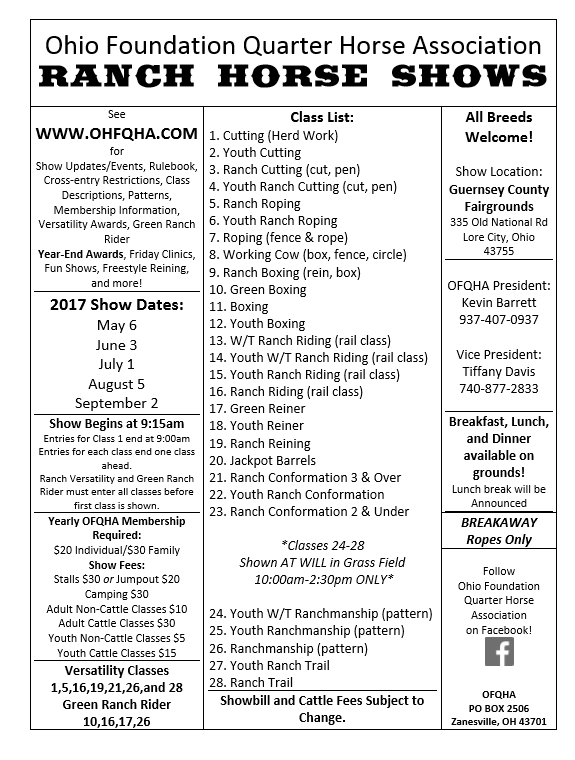 Ohio Foundation Quarter Horse Association
RANCH HORSE SHOWS
See
WWW.OHFQHA.COM
for
Show Updates/Events, Rulebook,
Cross-entry Restrictions, Class
Descriptions, Patterns,
Membership Information,
Versatility Awards, Green Ranch
Rider
Year-End Awards, Friday Clinics,
Fun Shows, Freestyle Reining,
and more!
2017 Show Dates:
May 6
June 3
July 1
August 5
September 2
Show Begins at 9:15am
Entries for Class 1 end at 9:00am
Entries for each class end one class
ahead.
Ranch Versatility and Green Ranch
Rider must enter all classes before
first class is shown.
Yearly OFQHA Membership
Required:
$20 Individual/$30 Family
Show Fees:
Stalls $30 or Jumpout $20
Camping $30
Adult Non-Cattle Classes $10
Adult Cattle Classes $30
Youth Non-Cattle Classes $5
Youth Cattle Classes $15
Versatility Classes
1,5,16,19,21,26,and 28
Green Ranch Rider
10,16,17,26
Class List:
1. Cutting (Herd Work)
2. Youth Cutting
3. Ranch Cutting (cut, pen)
4. Youth Ranch Cutting (cut, pen)
5. Ranch Roping
6. Youth Ranch Roping
7. Roping (fence & rope)
8. Working Cow (box, fence, circle)
9. Ranch Boxing (rein, box)
10. Green Boxing
11. Boxing
12. Youth Boxing
13. W/T Ranch Riding (rail class)
14. Youth W/T Ranch Riding (rail class)
15. Youth Ranch Riding (rail class)
16. Ranch Riding (rail class)
17. Green Reiner
18. Youth Reiner
19. Ranch Reining
20. Jackpot Barrels
21. Ranch Conformation 3 & Over
22. Youth Ranch Conformation
23. Ranch Conformation 2 & Under
*Classes 24-28
Shown AT WILL in Grass Field
10:00am-2:30pm ONLY*
24. Youth W/T Ranchmanship (pattern)
25. Youth Ranchmanship (pattern)
26. Ranchmanship (pattern)
27. Youth Ranch Trail
28. Ranch Trail
Showbill and Cattle Fees Subject to
Change.
All Breeds
Welcome!
Show Location:
Guernsey County
Fairgrounds
335 Old National Rd
Lore City, Ohio
43755
OFQHA President:
Kevin Barrett
937-407-0937
Vice President:
Tiffany Davis
740-877-2833
Breakfast, Lunch,
and Dinner
available on
grounds!
Lunch break will be
Announced
BREAKAWAY
Ropes Only
Follow
Ohio Foundation
Quarter Horse
Association
on Facebook!
f
OFQHA
PO BOX 2506
Zanesville, OH 43701